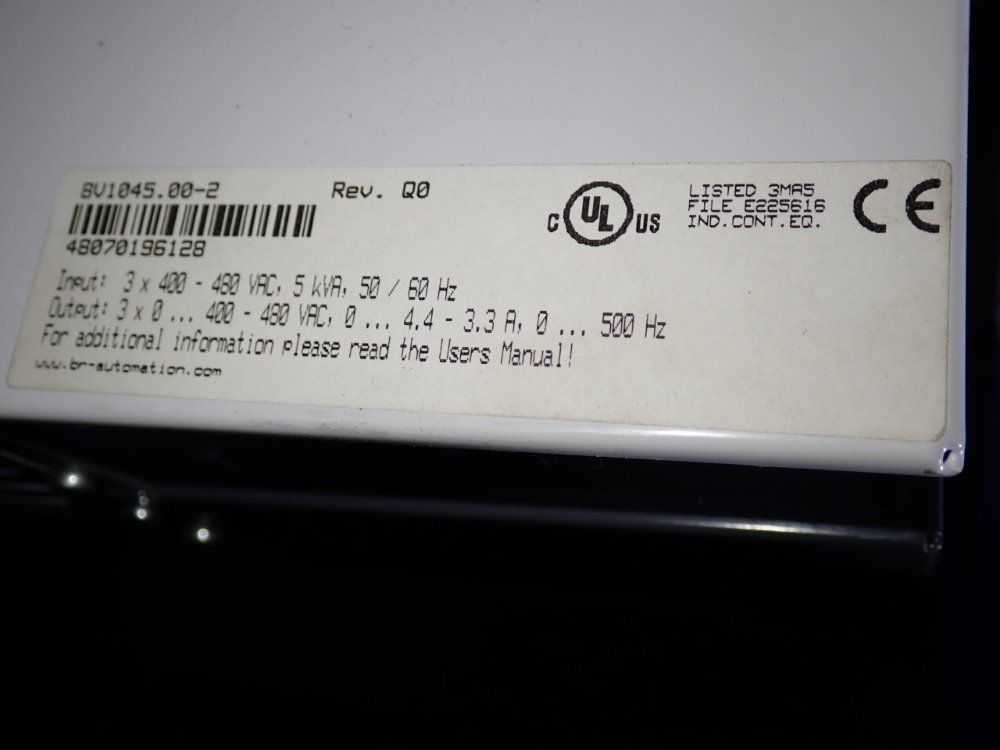 8V1045.00-2 Rev. Q0
48070196128
C UL US
LISTED 3MA5
FILE E225616
IND.CONT.EQ.
CE
Input: 3 x 400 - 480 VAC, 5 kVA, 50 / 60 Hz
Output: 3 x 0 ... 400 - 480 VAC, 0 ... 4.4 - 3.3 A, 0 ... 500 Hz
For additional information please read the Users Manual!
www.br-automation.com